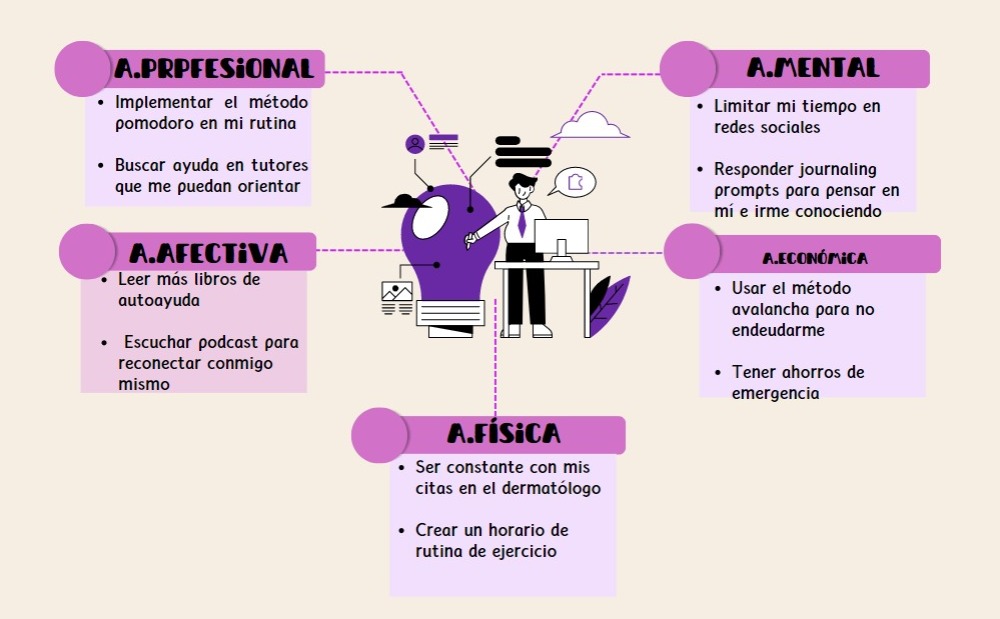 A.PRPFESiONAL
• Implementar el método
pomodoro en mi rutina
• Buscar ayuda en tutores
que me puedan orientar
A.AFECTiVA
• Leer más libros de
autoayuda
• Escuchar podcast para
reconectar conmigo
mismo
A.MENTAL
• Limitar mi tiempo en
redes sociales
• Responder journaling
prompts para pensar en
mí e irme conociendo
A.ECONÓMiCA
• Usar el método
avalancha para no
endeudarme
• Tener ahorros de
emergencia
A.FÍSiCA
• Ser constante con mis
citas en el dermatólogo
• Crear un horario de
rutina de ejercicio